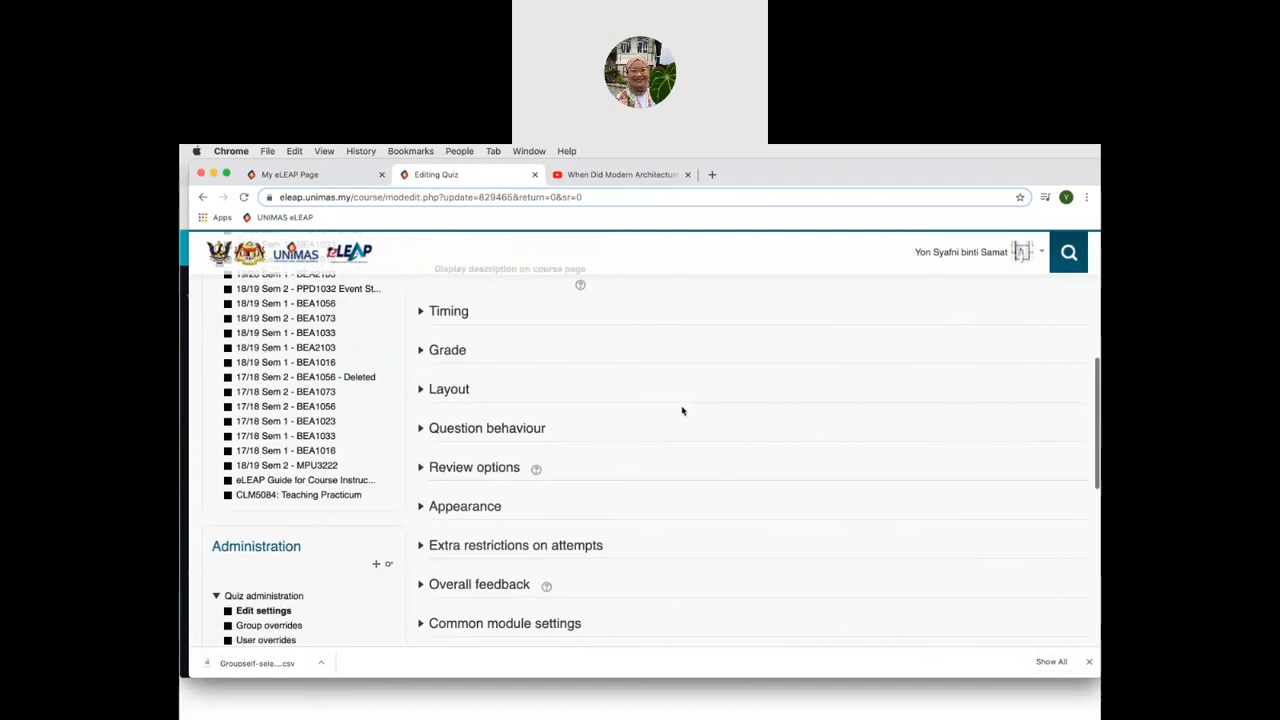 Chrome File Edit View History Bookmarks People Tab Window Help
My eLEAP Page
Editing Quiz
When Did Modern Architectur
eleap.unimas.my/course/modedit.php?update=829465&return=0&sr=0
Y
Apps
UNIMAS eLEAP
UNIMAS
eLEAP
Yon Syafni binti Samat
19/20 Sem 1 - BEA2103
18/19 Sem 2 - PPD1032 Event St...
18/19 Sem 1 - BEA1056
18/19 Sem 2 - BEA1073
18/19 Sem 1 - BEA1033
18/19 Sem 1 - BEA2103
18/19 Sem 1 - BEA1016
17/18 Sem 2 - BEA1056 - Deleted
17/18 Sem 2 - BEA1073
17/18 Sem 2 - BEA1056
17/18 Sem 1 - BEA1023
17/18 Sem 1 - BEA1033
17/18 Sem 1 - BEA1016
18/19 Sem 2 - MPU3222
eLEAP Guide for Course Instruc...
CLM5084: Teaching Practicum
Administration
Quiz administration
Edit settings
Group overrides
User overrides
Display description on course page
Timing
Grade
Layout
Question behaviour
Review options
Appearance
Extra restrictions on attempts
Overall feedback
Common module settings
Groupself-sele....csv
Show All